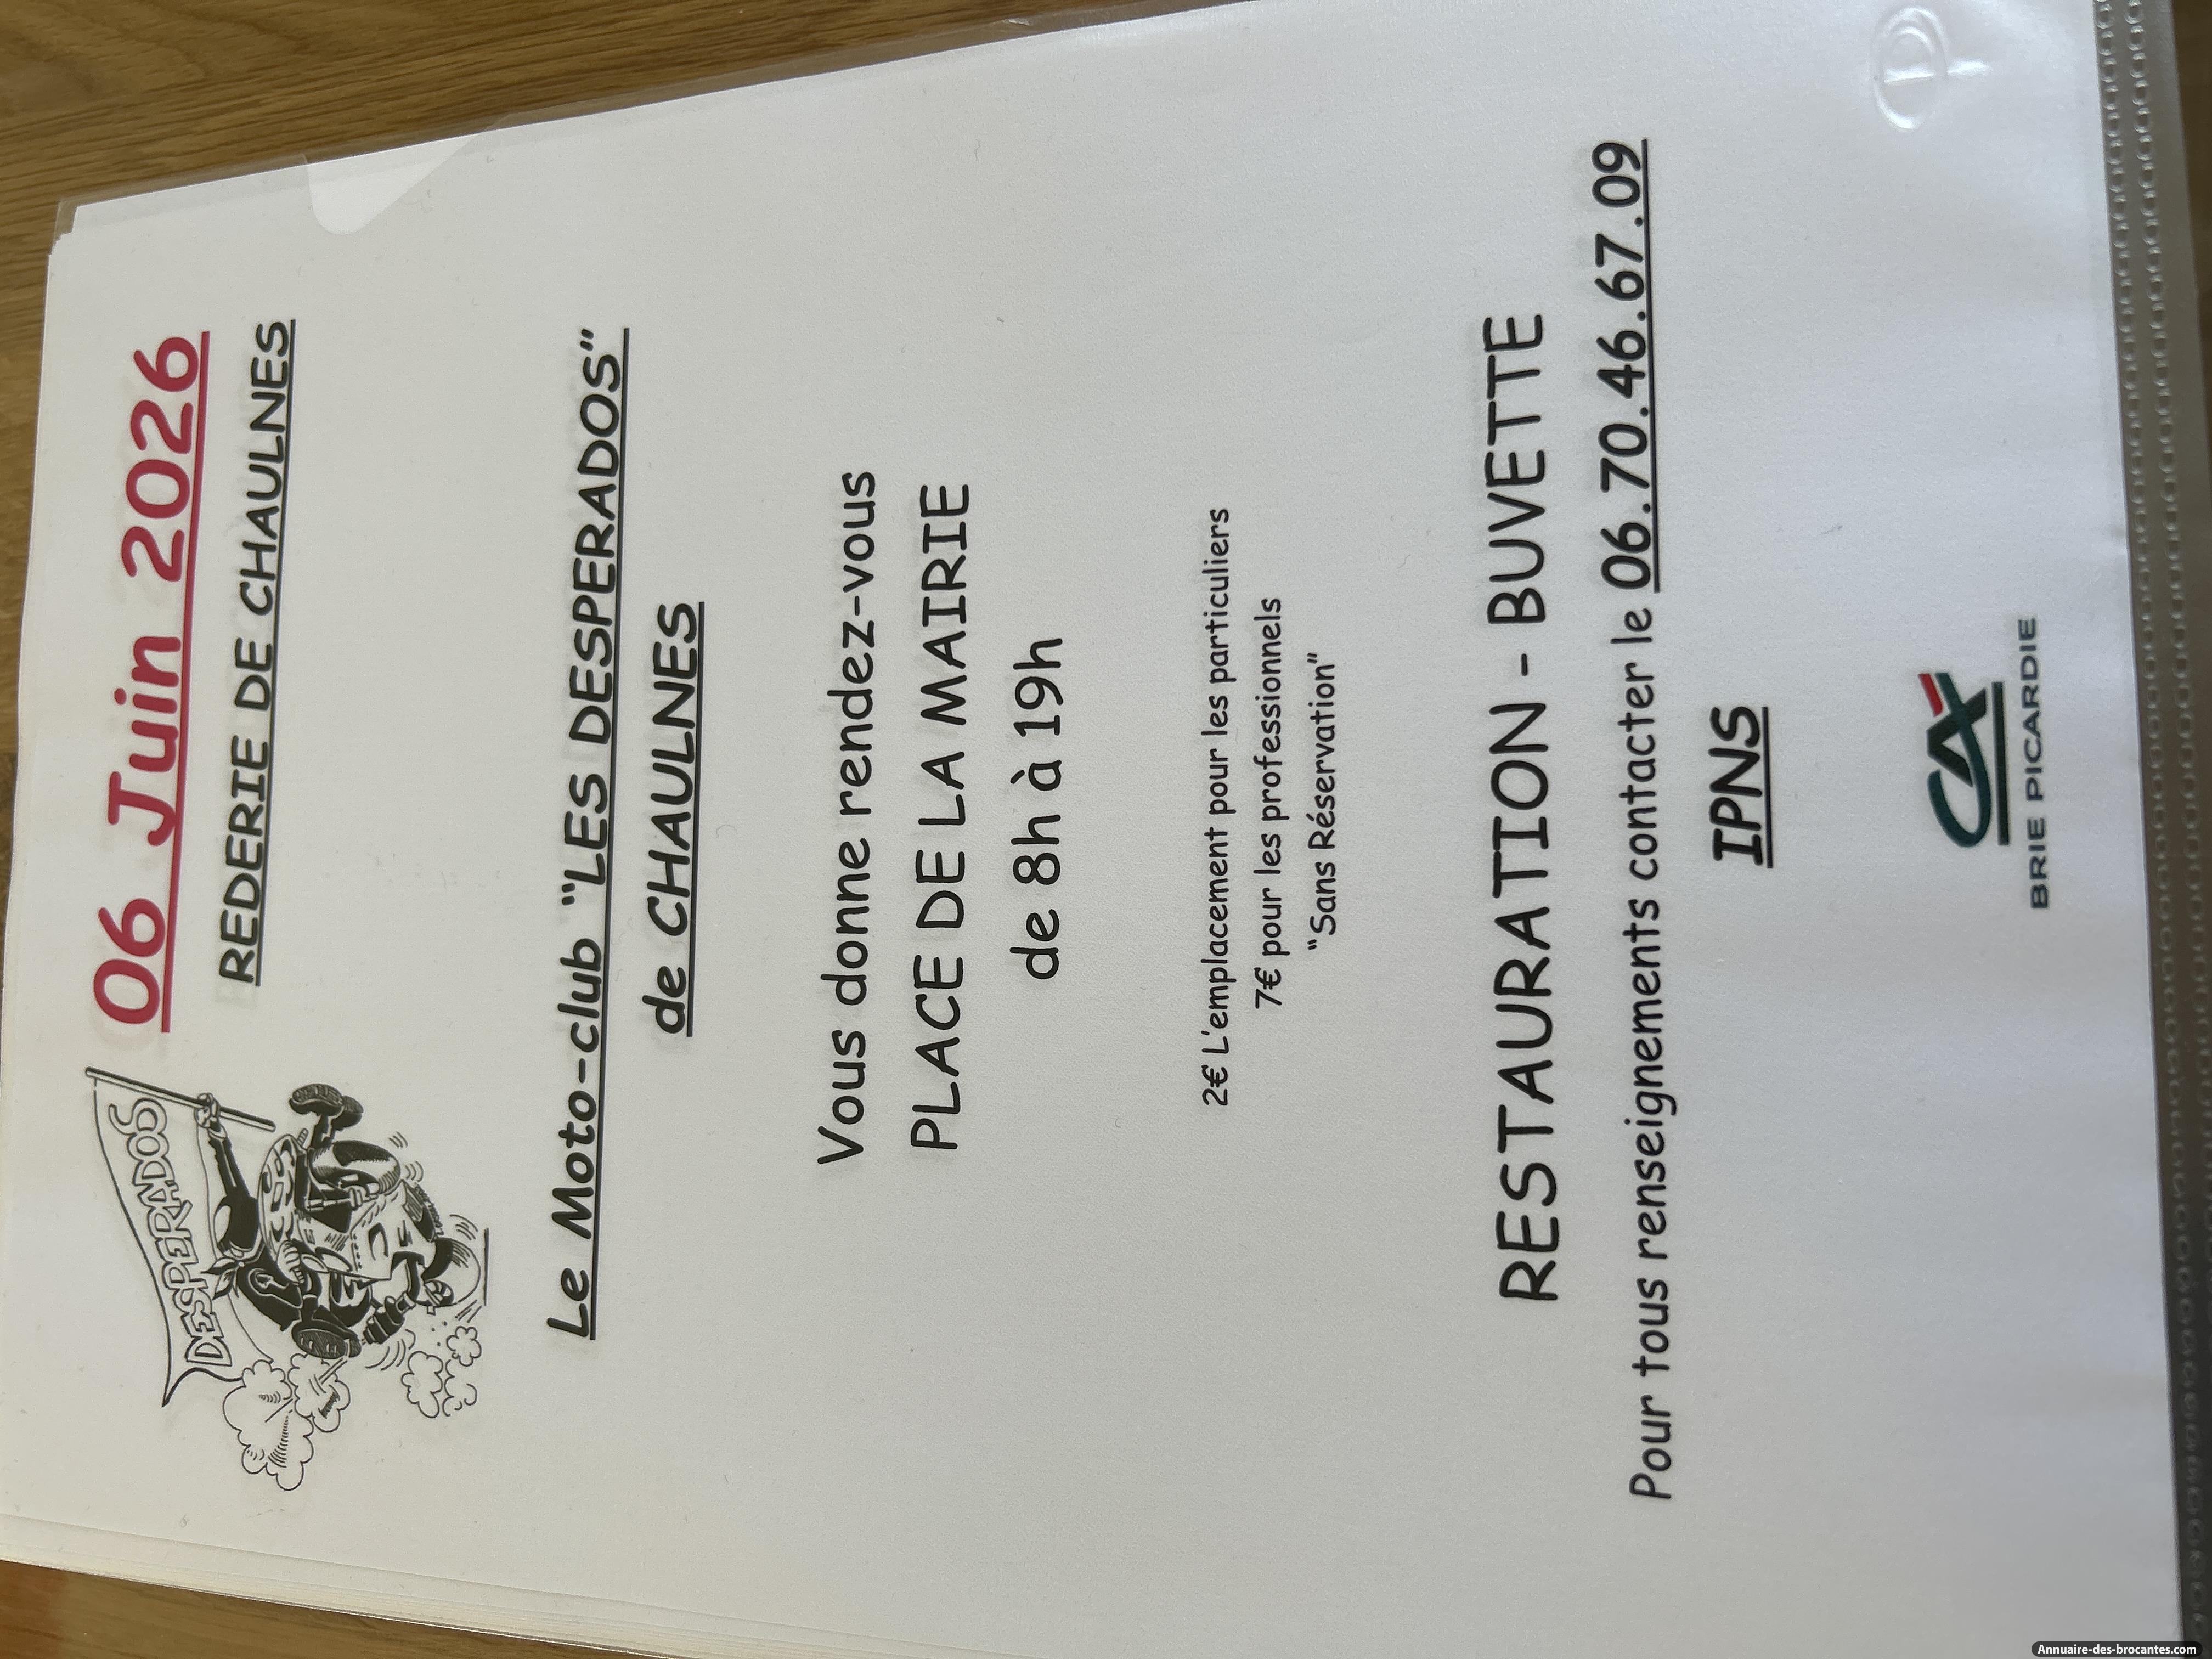 DESPERADOS
06 Juin 2026
REDERIE DE CHAULNES
Le Moto-club "LES DESPERADOS"
de CHAULNES
Vous donne rendez-vous
PLACE DE LA MAIRIE
de 8h à 19h
2€ L'emplacement pour les particuliers
7€ pour les professionnels
"Sans Réservation"
RESTAURATION - BUVETTE
Pour tous renseignements contacter le 06.70.46.67.09
IPNS
CA
BRIE PICARDIE
Annuaire-des-brocantes.com